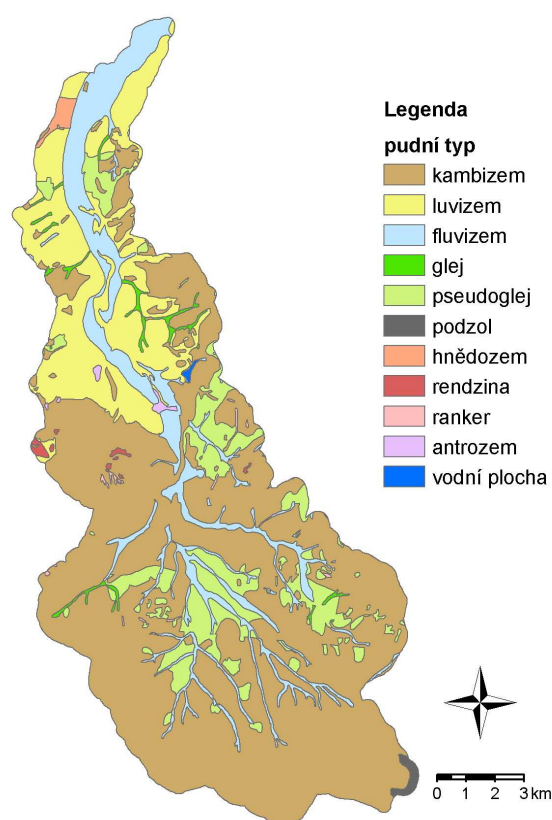 Legenda
pudní typ
kambizem
luvizem
fluvizem
glej
pseudoglej
podzol
hnědozem
rendzina
ranker
antrozem
vodní plocha
0 1 2 3 km